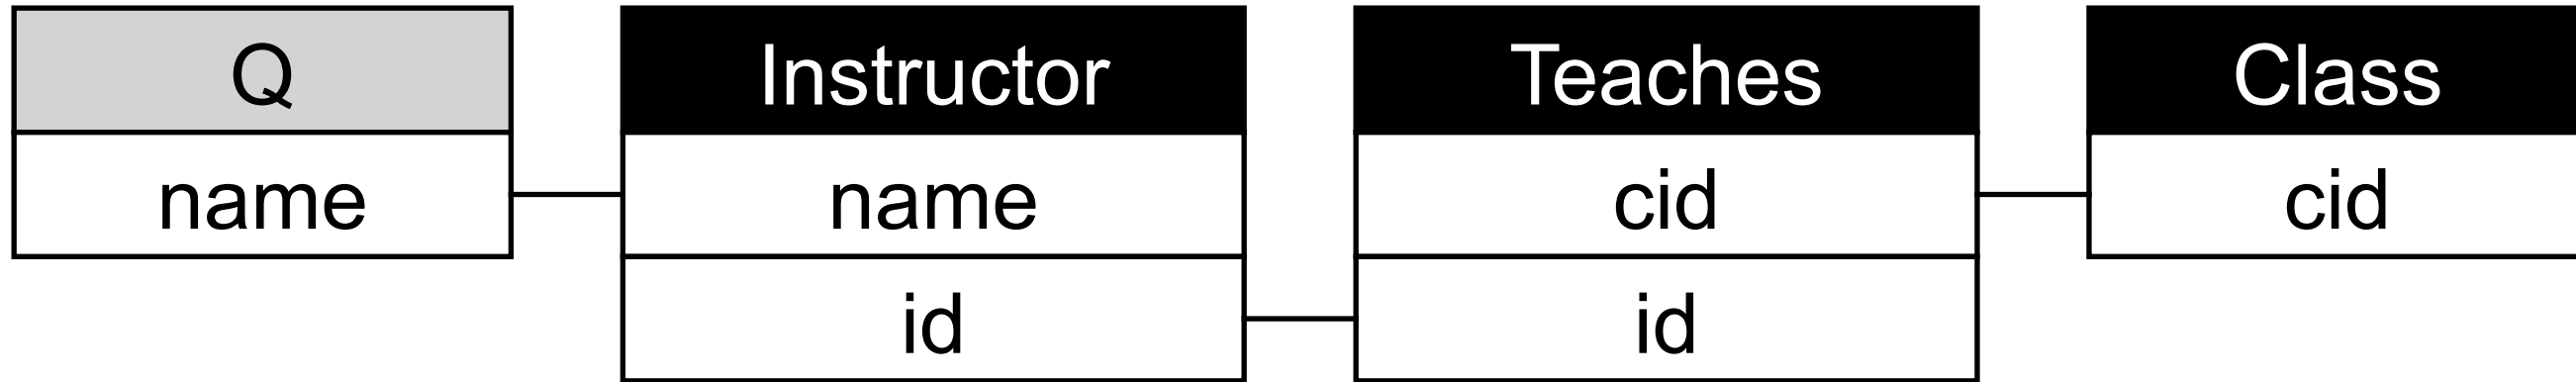 Q
name
Instructor
name
id
Teaches
cid
id
Class
cid